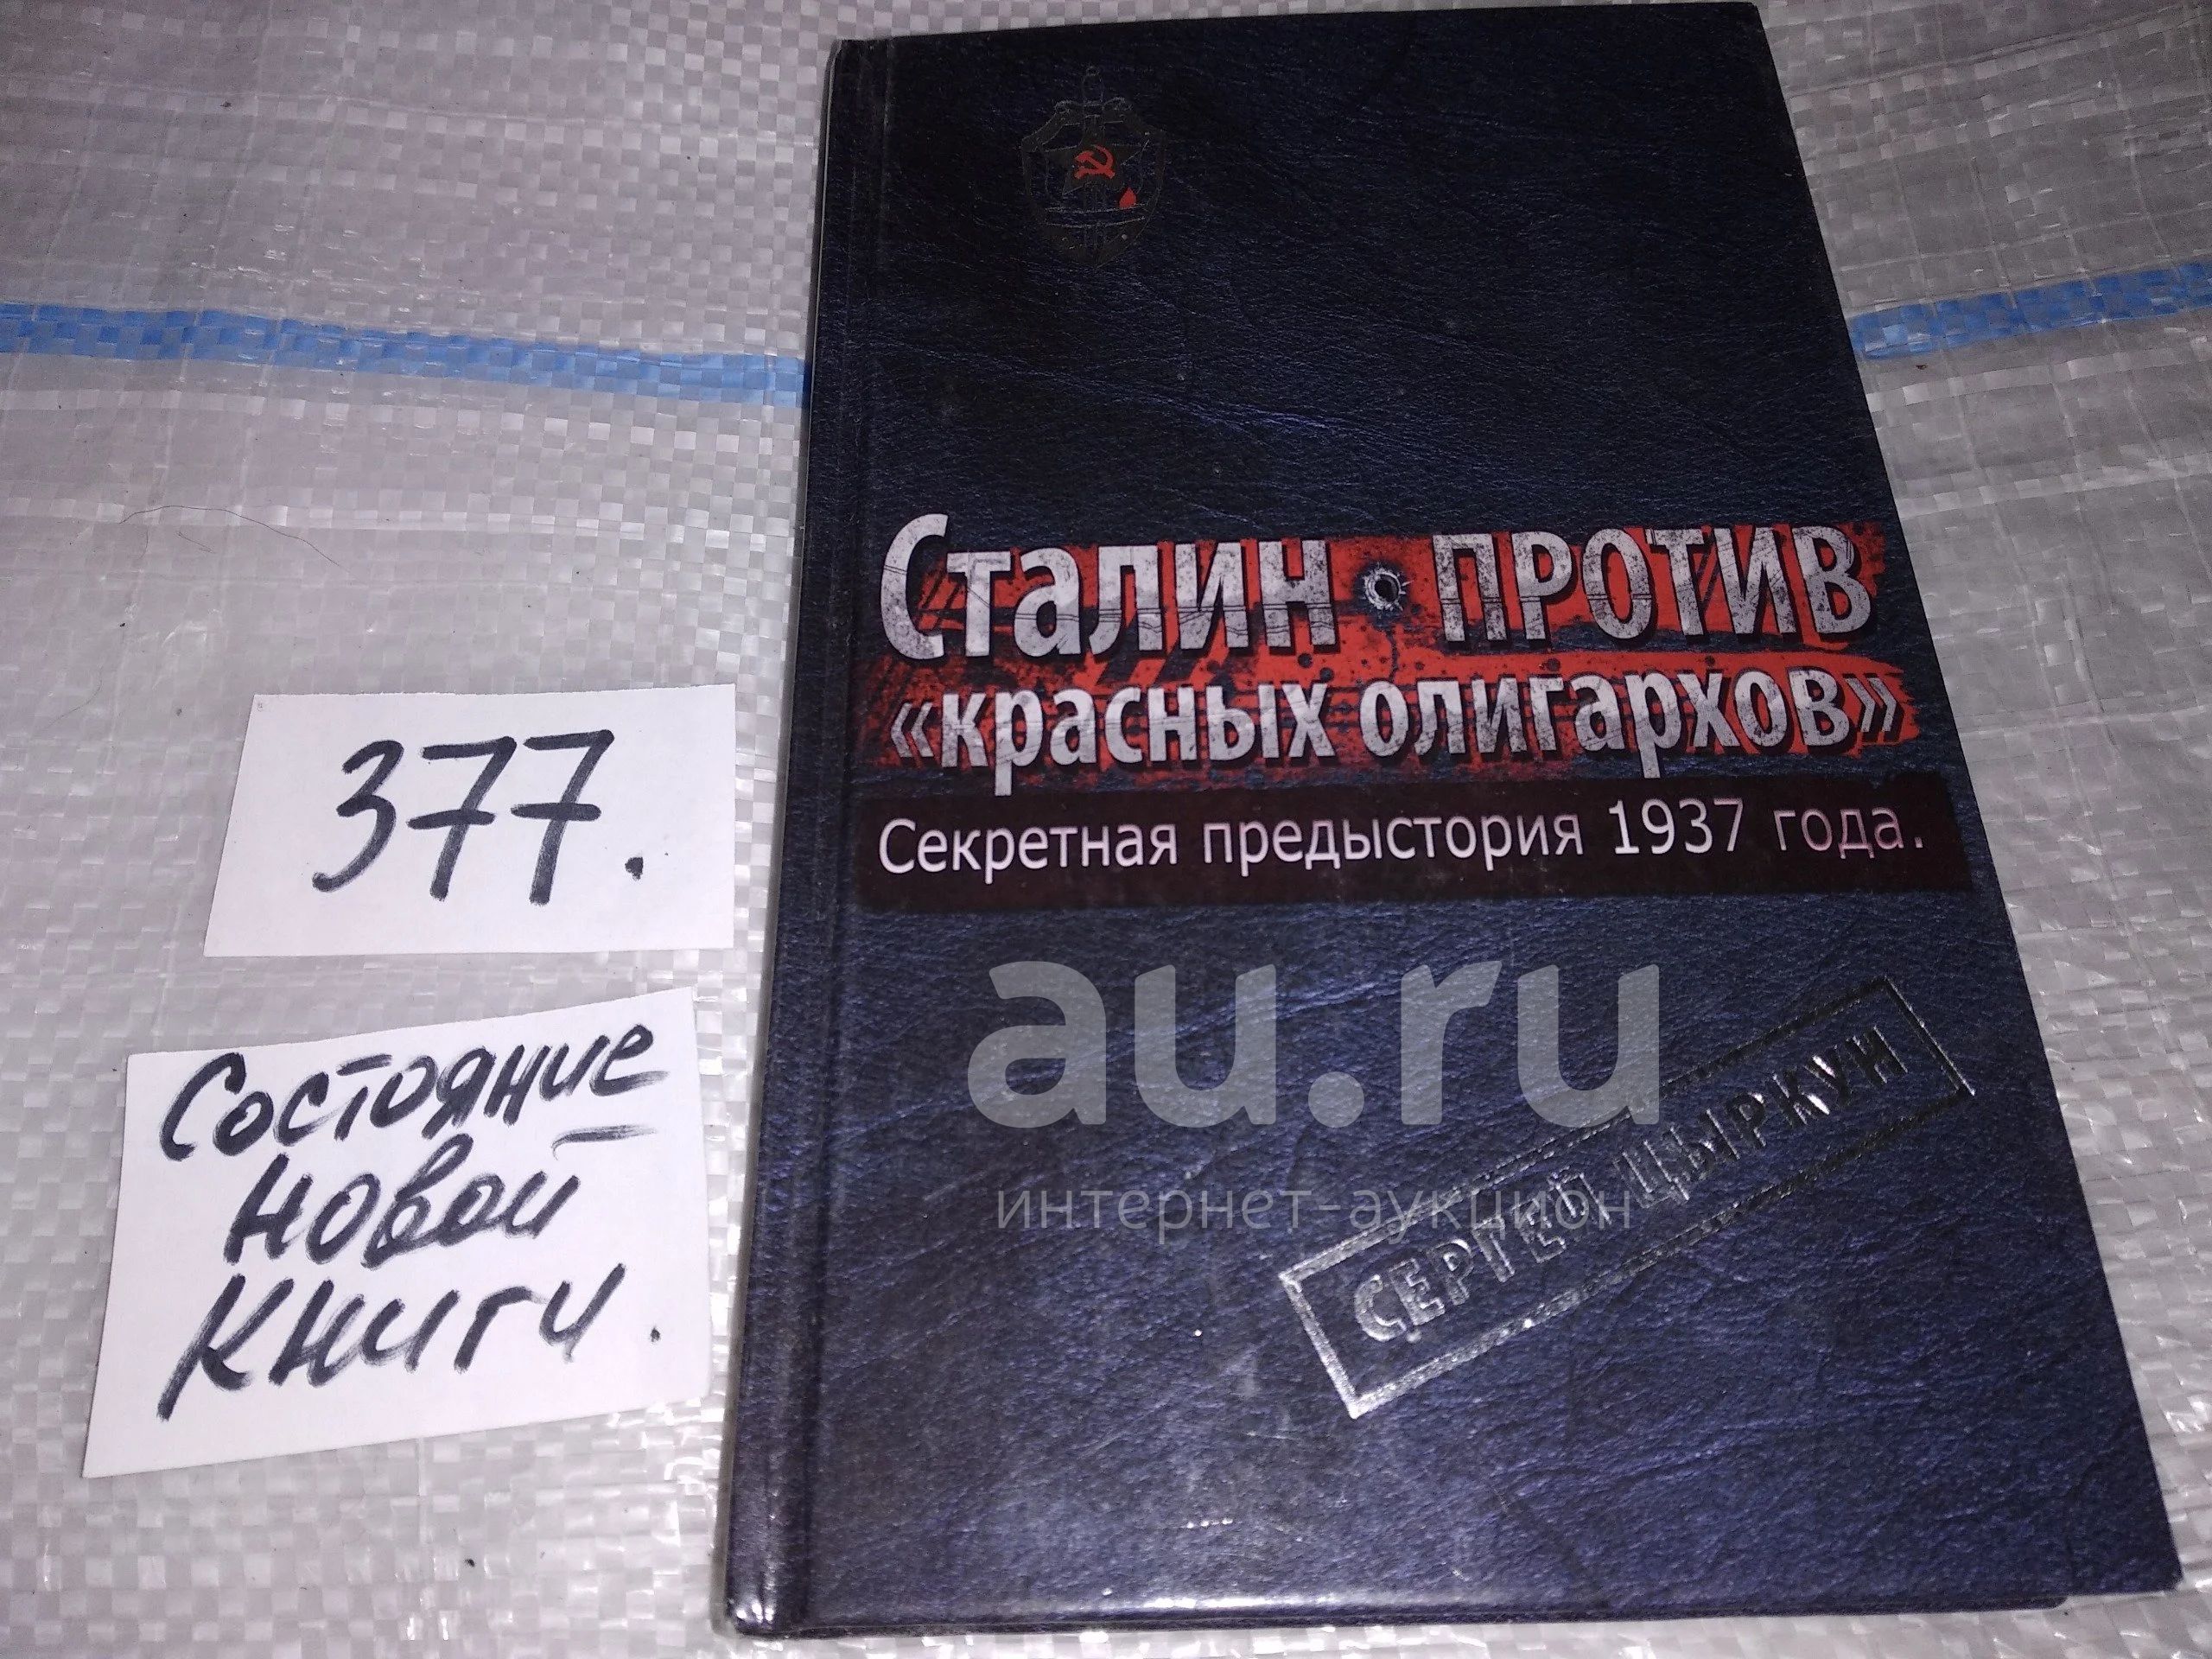 Сталин против
«красных олигархов»
Секретная предыстория 1937 года.
377.
au.ru
интернет-аукцион
СЕРГЕЙ ЦЫРКУН
Состояние
новой
книги.